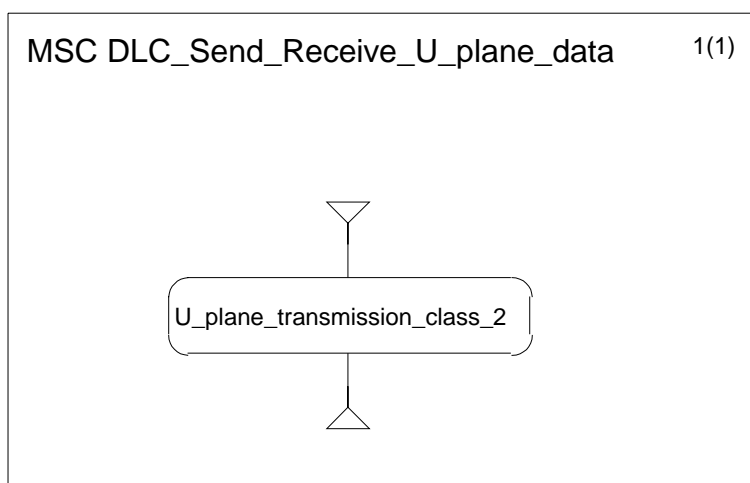 MSC DLC_Send_Receive_U_plane_data 1(1)
U_plane_transmission_class_2